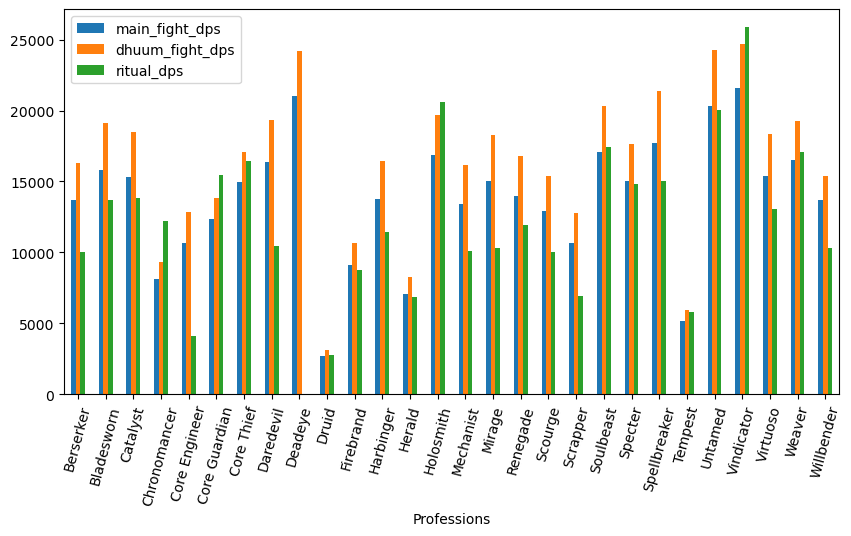 25000
20000
15000
10000
5000
0
main_fight_dps
dhuum_fight_dps
ritual_dps
Berserker
Bladesworn
Catalyst
Chronomancer
Core Engineer
Core Guardian
Core Thief
Daredevil
Deadeye
Druid
Firebrand
Harbinger
Herald
Holosmith
Mechanist
Mirage
Renegade
Scourge
Scrapper
Soulbeast
Specter
Spellbreaker
Tempest
Untamed
Vindicator
Virtuoso
Weaver
Willbender
Professions